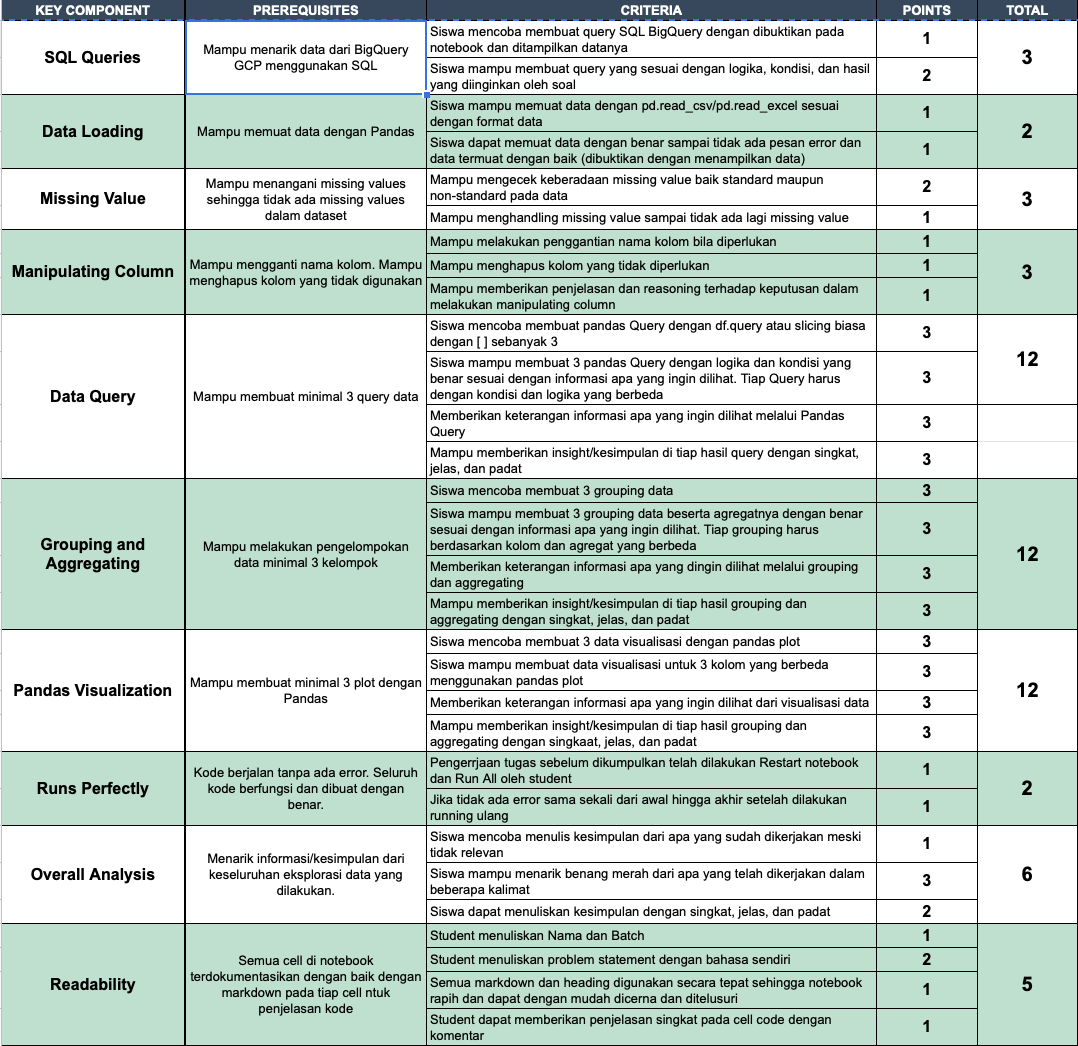 KEY COMPONENT PREREQUISITES CRITERIA POINTS TOTAL
SQL Queries
Mampu menarik data dari BigQuery
GCP menggunakan SQL
Siswa mencoba membuat query SQL BigQuery dengan dibuktikan pada
notebook dan ditampilkan datanya
1
Siswa mampu membuat query yang sesuai dengan logika, kondisi, dan hasil
yang diinginkan oleh soal
2
3
Data Loading
Mampu memuat data dengan Pandas
Siswa mampu memuat data dengan pd.read_csv/pd.read_excel sesuai
dengan format data
1
Siswa dapat memuat data dengan benar sampai tidak ada pesan error dan
data termuat dengan baik (dibuktikan dengan menampilkan data)
1
2
Missing Value
Mampu menangani missing values
sehingga tidak ada missing values
dalam dataset
Mampu mengecek keberadaan missing value baik standard maupun
non-standard pada data
2
Mampu menghandling missing value sampai tidak ada lagi missing value
1
3
Manipulating Column
Mampu mengganti nama kolom. Mampu
menghapus kolom yang tidak digunakan
Mampu melakukan penggantian nama kolom bila diperlukan
1
Mampu menghapus kolom yang tidak diperlukan
1
Mampu memberikan penjelasan dan reasoning terhadap keputusan dalam
melakukan manipulating column
1
3
Data Query
Mampu membuat minimal 3 query data
Siswa mencoba membuat pandas Query dengan df.query atau slicing biasa
dengan [ ] sebanyak 3
3
Siswa mampu membuat 3 pandas Query dengan logika dan kondisi yang
benar sesuai dengan informasi apa yang ingin dilihat. Tiap Query harus
dengan kondisi dan logika yang berbeda
3
Memberikan keterangan informasi apa yang ingin dilihat melalui Pandas
Query
3
Mampu memberikan insight/kesimpulan di tiap hasil query dengan singkat,
jelas, dan padat
3
12
Grouping and
Aggregating
Mampu melakukan pengelompokan
data minimal 3 kelompok
Siswa mencoba membuat 3 grouping data
3
Siswa mampu membuat 3 grouping data beserta agregatnya dengan benar
sesuai dengan informasi apa yang ingin dilihat. Tiap grouping harus
berdasarkan kolom dan agregat yang berbeda
3
Memberikan keterangan informasi apa yang dingin dilihat melalui grouping
dan aggregating
3
Mampu memberikan insight/kesimpulan di tiap hasil grouping dan
aggregating dengan singkat, jelas, dan padat
3
12
Pandas Visualization
Mampu membuat minimal 3 plot dengan
Pandas
Siswa mencoba membuat 3 data visualisasi dengan pandas plot
3
Siswa mampu membuat data visualisasi untuk 3 kolom yang berbeda
menggunakan pandas plot
3
Memberikan keterangan informasi apa yang ingin dilihat dari visualisasi data
3
Mampu memberikan insight/kesimpulan di tiap hasil grouping dan
aggregating dengan singkaat, jelas, dan padat
3
12
Runs Perfectly
Kode berjalan tanpa ada error. Seluruh
kode berfungsi dan dibuat dengan
benar.
Pengerrjaan tugas sebelum dikumpulkan telah dilakukan Restart notebook
dan Run All oleh student
1
Jika tidak ada error sama sekali dari awal hingga akhir setelah dilakukan
running ulang
1
2
Overall Analysis
Menarik informasi/kesimpulan dari
keseluruhan eksplorasi data yang
dilakukan.
Siswa mencoba menulis kesimpulan dari apa yang sudah dikerjakan meski
tidak relevan
1
Siswa mampu menarik benang merah dari apa yang telah dikerjakan dalam
beberapa kalimat
3
Siswa dapat menuliskan kesimpulan dengan singkat, jelas, dan padat
2
6
Readability
Semua cell di notebook
terdokumentasikan dengan baik dengan
markdown pada tiap cell ntuk
penjelasan kode
Student menuliskan Nama dan Batch
1
Student menuliskan problem statement dengan bahasa sendiri
2
Semua markdown dan heading digunakan secara tepat sehingga notebook
rapih dan dapat dengan mudah dicerna dan ditelusuri
1
Student dapat memberikan penjelasan singkat pada cell code dengan
komentar
1
5